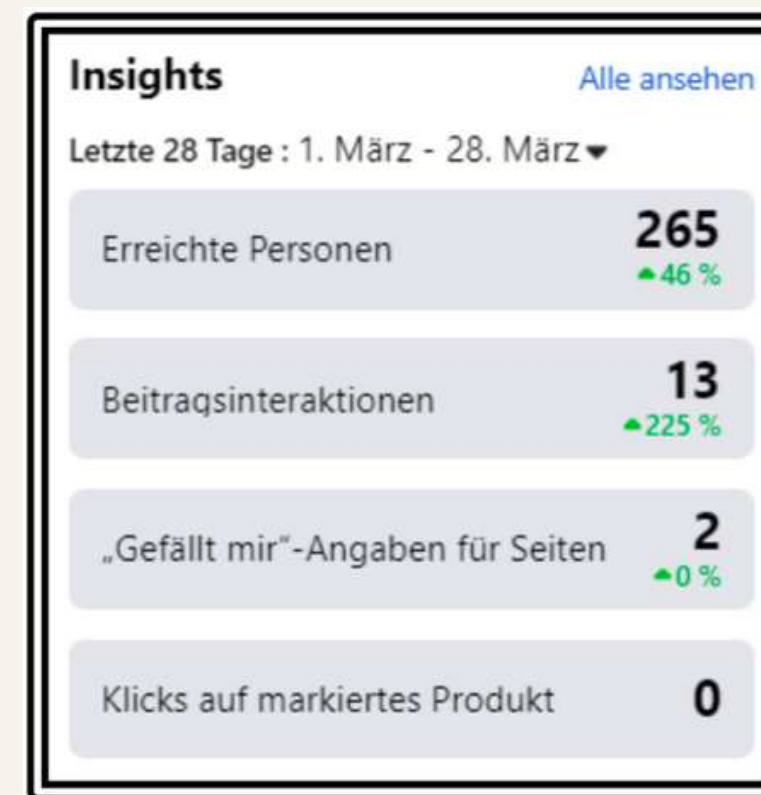 Insights
Alle ansehen
Letzte 28 Tage : 1. März - 28. März
Erreichte Personen
265
46 %
Beitragsinteraktionen
13
225 %
„Gefällt mir“-Angaben für Seiten
2
0 %
Klicks auf markiertes Produkt
0